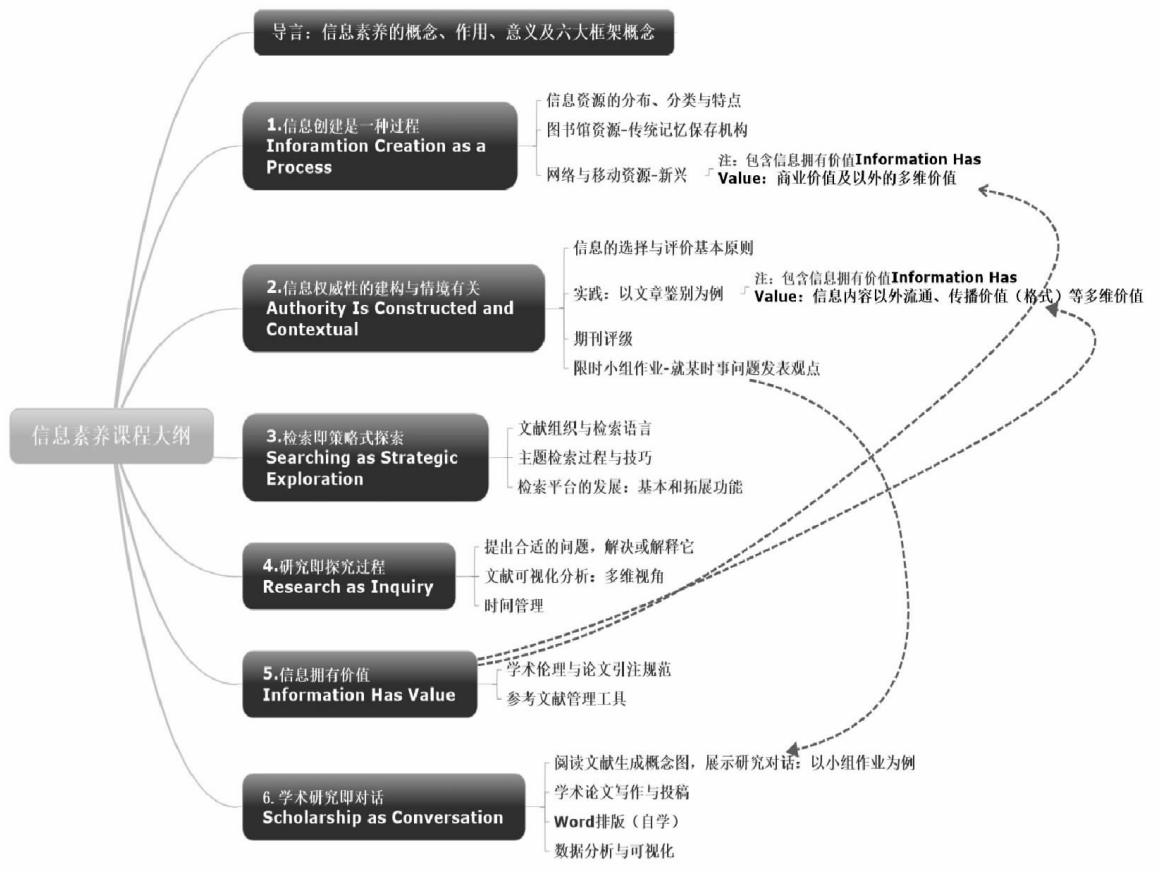 导言：信息素养的概念、作用、意义及六大框架概念
1.信息创建是一种过程
Inforamtion Creation as a
Process
信息资源的分布、分类与特点
图书馆资源-传统记忆保存机构
网络与移动资源-新兴
注：包含信息拥有价值Information Has
Value：商业价值及以外的多维价值
2.信息权威性的建构与情境有关
Authority Is Constructed and
Contextual
信息的选择与评价基本原则
实践：以文章鉴别为例
注：包含信息拥有价值Information Has
Value：信息内容以外流通、传播价值（格式）等多维价值
期刊评级
限时小组作业-就某时事问题发表观点
信息素养课程大纲
3.检索即策略式探索
Searching as Strategic
Exploration
文献组织与检索语言
主题检索过程与技巧
检索平台的发展：基本和拓展功能
4.研究即探究过程
Research as Inquiry
提出合适的问题，解决或解释它
文献可视化分析：多维视角
时间管理
5.信息拥有价值
Information Has Value
学术伦理与论文引注规范
参考文献管理工具
6.学术研究即对话
Scholarship as Conversation
阅读文献生成概念图，展示研究对话：以小组作业为例
学术论文写作与投稿
Word排版（自学）
数据分析与可视化